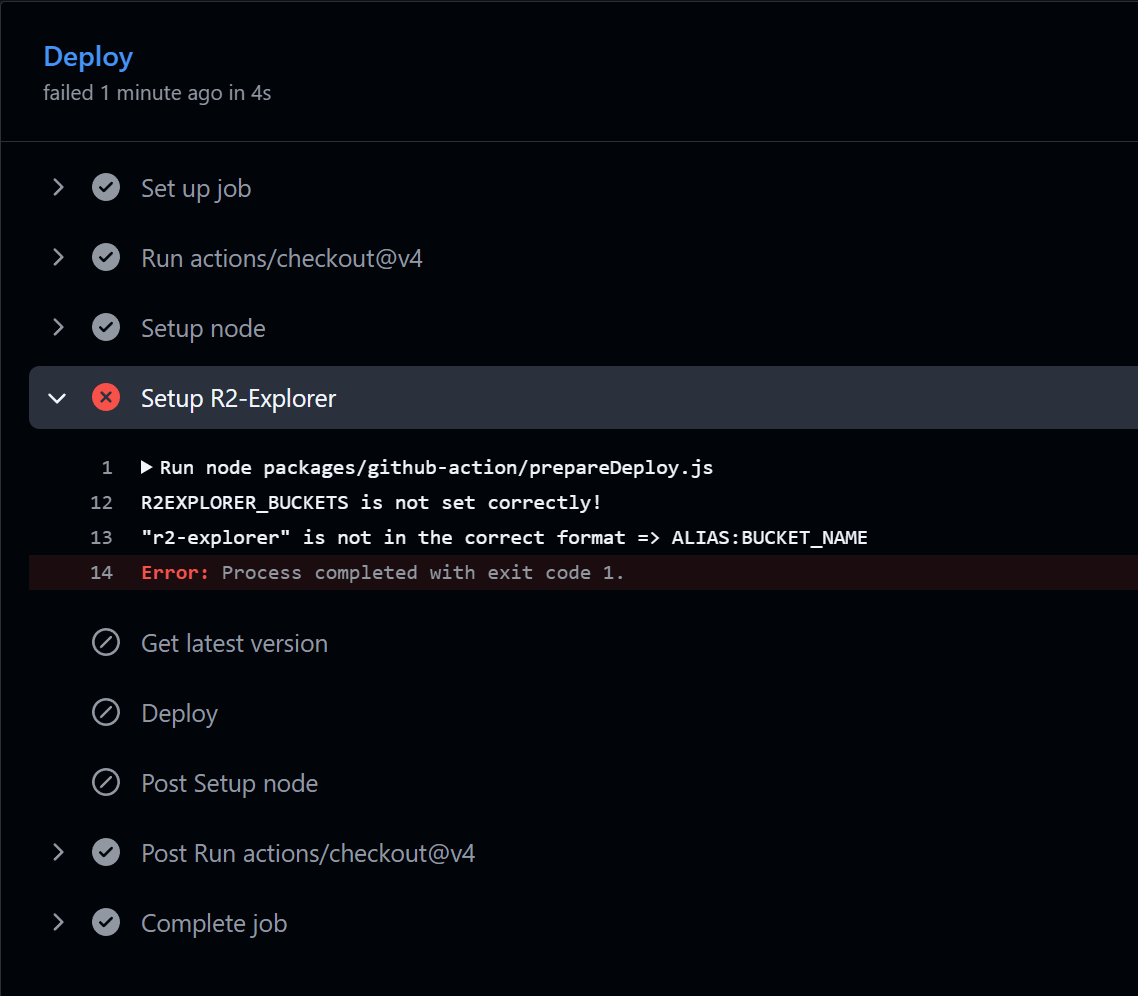 Deploy
failed 1 minute ago in 4s
Set up job
Run actions/checkout@v4
Setup node
Setup R2-Explorer
1 Run node packages/github-action/prepareDeploy.js
12 R2EXPLORER_BUCKETS is not set correctly!
13 "r2-explorer" is not in the correct format => ALIAS:BUCKET_NAME
14 Error: Process completed with exit code 1.
Get latest version
Deploy
Post Setup node
Post Run actions/checkout@v4
Complete job